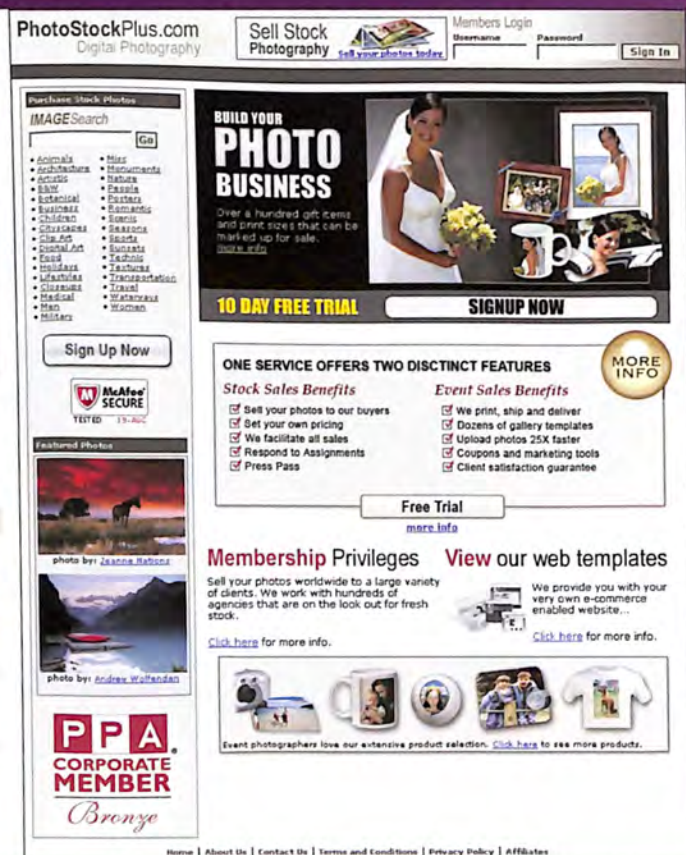 PhotoStockPlus.com
Digital Photography
Sell Stock
Photography
Sell your photos today
Members Login
Username Password
Sign In
Purchase Stock Photos
IMAGESearch
Go
• Animals
• Architecture
• Artistic
• B&W
• Botanical
• Business
• Children
• Cityscapes
• Clip Art
• Digital Art
• Food
• Holidays
• Lifestyles
• Closeups
• Medical
• Men
• Military
• Misc
• Monuments
• Nature
• People
• Posters
• Romantic
• Scenic
• Seasons
• Sports
• Sunsets
• Technic
• Textures
• Transportation
• Travel
• Waterways
• Women
Sign Up Now
McAfee
SECURE
TESTED 19-AUG
Featured Photos
photo by: Jeanne Nations
photo by: Andrew Wolfendan
PPA
CORPORATE
MEMBER
Bronze
BUILD YOUR
PHOTO
BUSINESS
Over a hundred gift items
and print sizes that can be
marked up for sale.
more info
10 DAY FREE TRIAL
SIGNUP NOW
MORE
INFO
ONE SERVICE OFFERS TWO DISCTINCT FEATURES
Stock Sales Benefits
Sell your photos to our buyers
Set your own pricing
We facilitate all sales
Respond to Assignments
Press Pass
Event Sales Benefits
We print, ship and deliver
Dozens of gallery templates
Upload photos 25X faster
Coupons and marketing tools
Client satisfaction guarantee
Free Trial
more info
Membership Privileges
Sell your photos worldwide to a large variety
of clients. We work with hundreds of
agencies that are on the look out for fresh
stock.
Click here for more info.
View our web templates
We provide you with your
very own e-commerce
enabled website...
Click here for more info.
Event photographers love our extensive product selection. Click here to see more products.
Home | About Us | Contact Us | Terms and Conditions | Privacy Policy | Affiliates